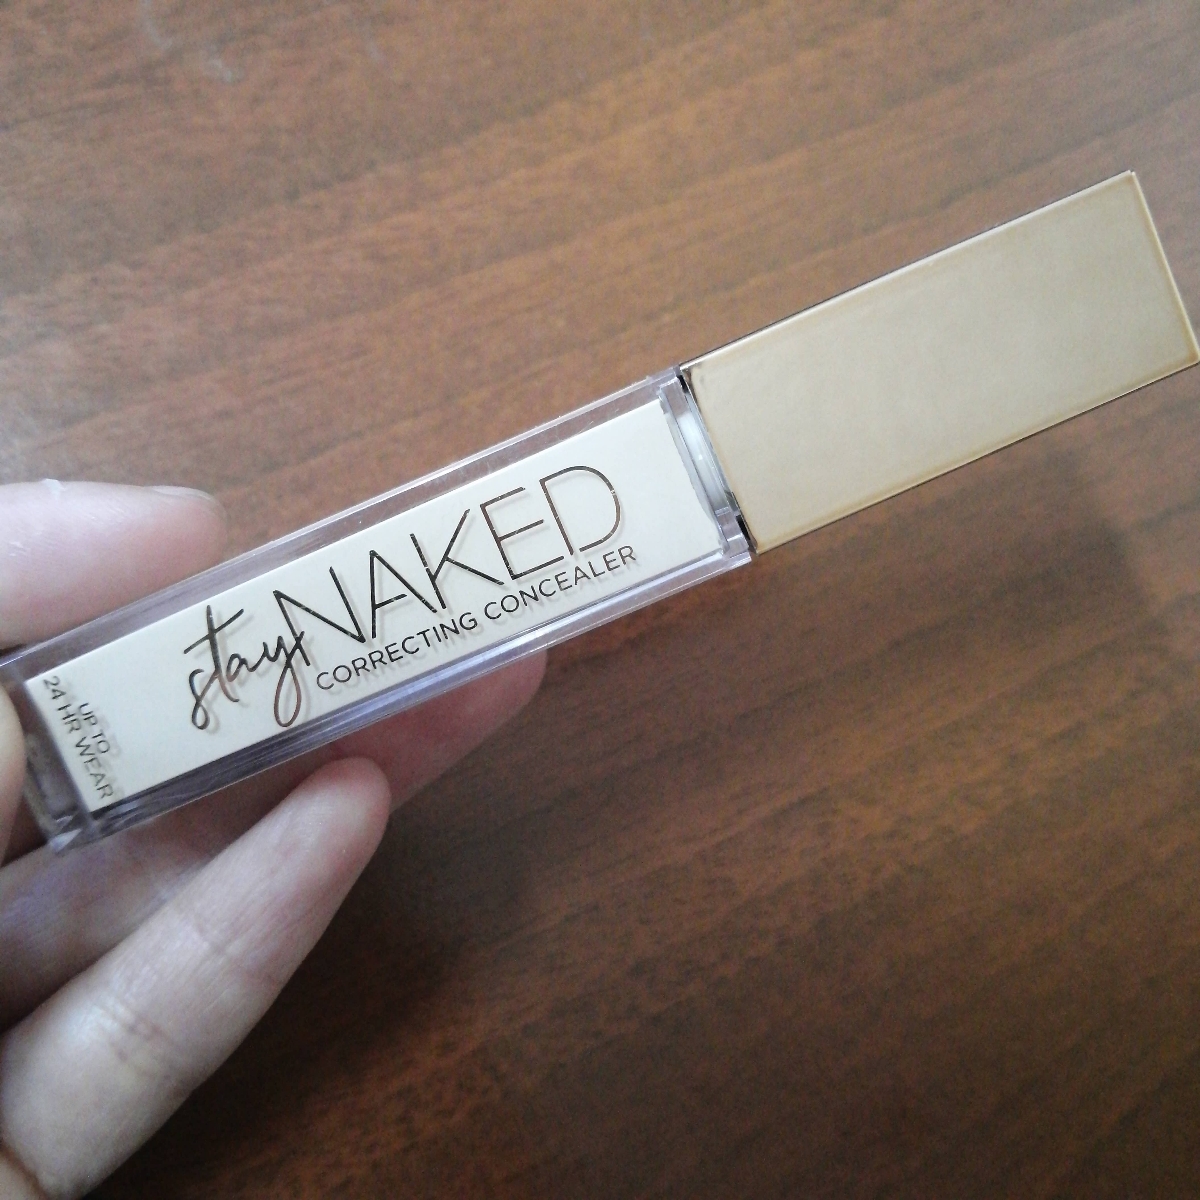 stay NAKED
CORRECTING CONCEALER
UP TO
24 HR WEAR